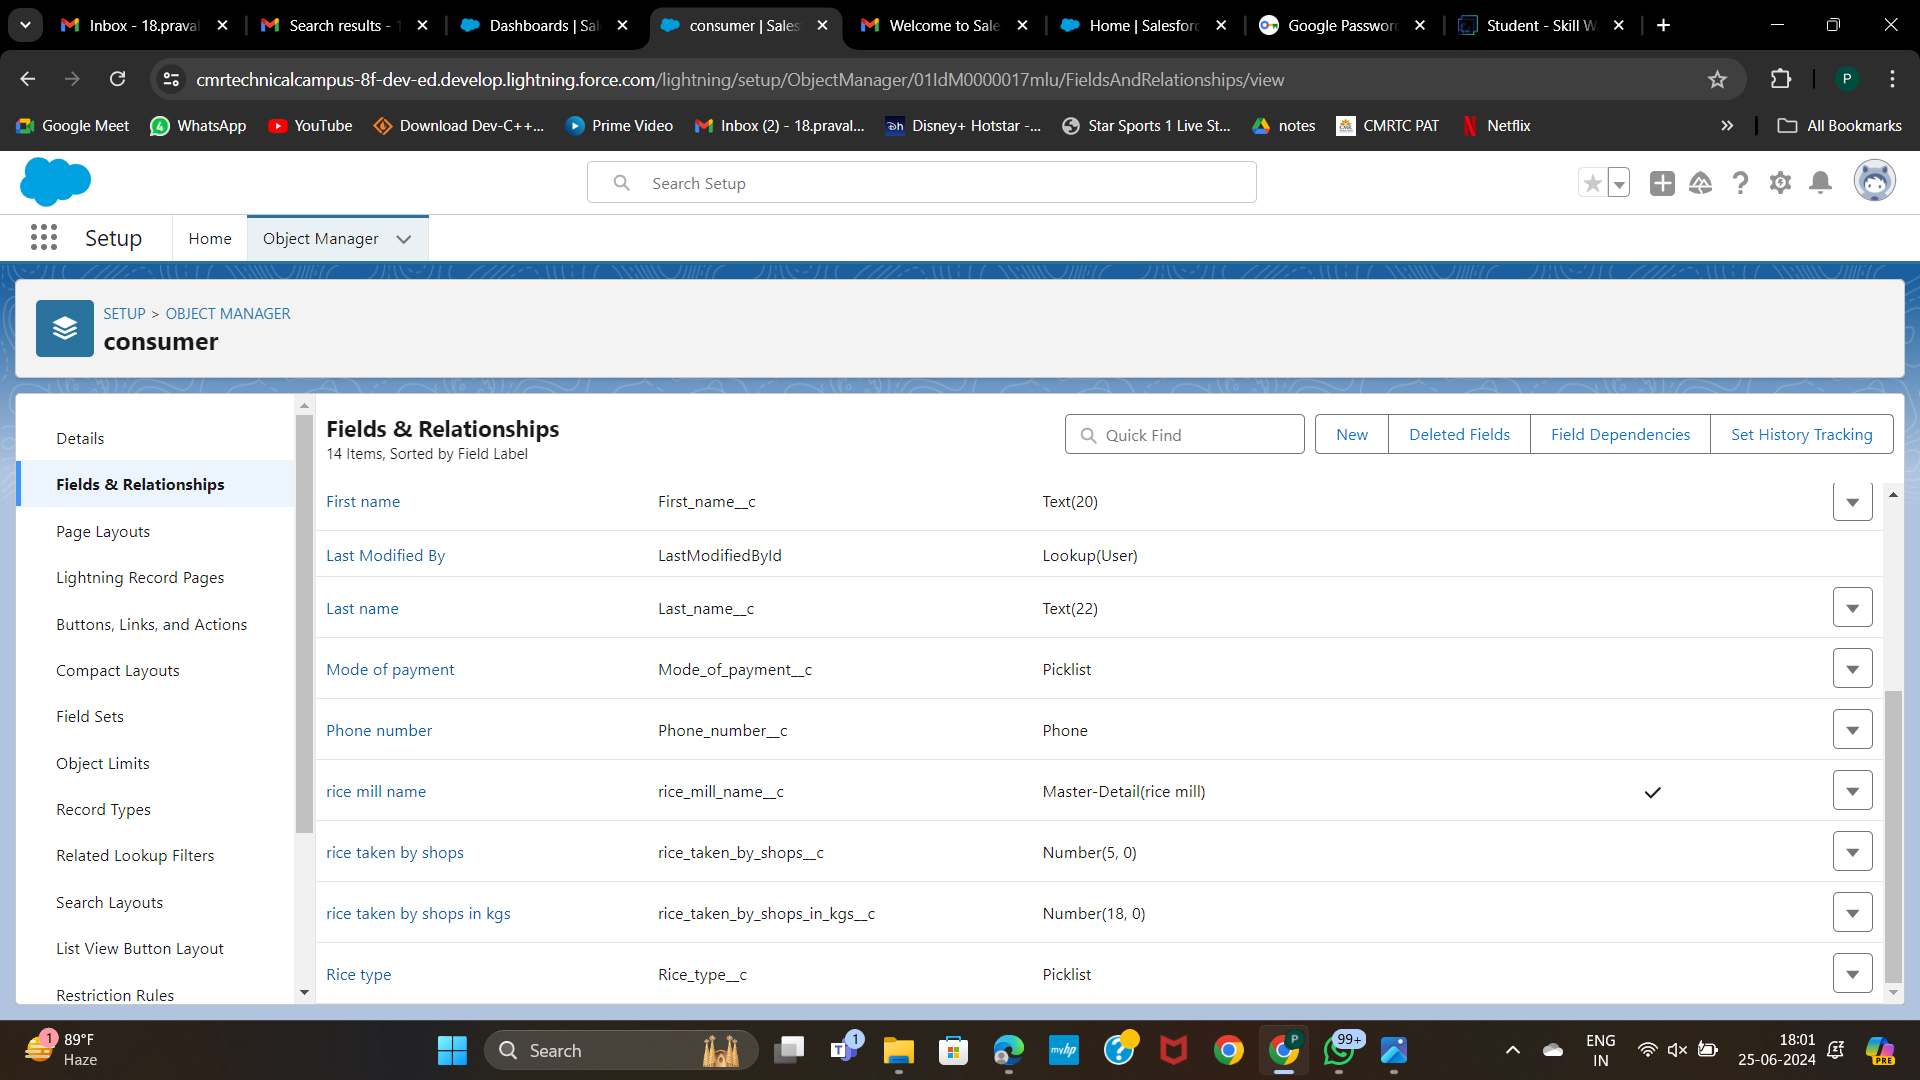 Inbox - 18.praval
Search results - 1
Dashboards | Sal
consumer | Sales
Welcome to Sale
Home | Salesforc
Google Passwor
Student - Skill W
cmrtechnicalcampus-8f-dev-ed.develop.lightning.force.com/lightning/setup/ObjectManager/01IdM0000017mlu/FieldsAndRelationships/view
P
Google Meet
WhatsApp
YouTube
Download Dev-C++...
Prime Video
Inbox (2) - 18.praval...
Disney+ Hotstar -...
Star Sports 1 Live St...
notes
CMRTC PAT
Netflix
All Bookmarks
Search Setup
Setup
Home
Object Manager
SETUP > OBJECT MANAGER
consumer
Details
Fields & Relationships
Page Layouts
Lightning Record Pages
Buttons, Links, and Actions
Compact Layouts
Field Sets
Object Limits
Record Types
Related Lookup Filters
Search Layouts
List View Button Layout
Restriction Rules
Fields & Relationships
14 Items, Sorted by Field Label
Quick Find
New
Deleted Fields
Field Dependencies
Set History Tracking
First name First_name__c Text(20)
Last Modified By LastModifiedById Lookup(User)
Last name Last_name__c Text(22)
Mode of payment Mode_of_payment__c Picklist
Phone number Phone_number__c Phone
rice mill name rice_mill_name__c Master-Detail(rice mill)
rice taken by shops rice_taken_by_shops__c Number(5, 0)
rice taken by shops in kgs rice_taken_by_shops_in_kgs__c Number(18, 0)
Rice type Rice_type__c Picklist
1
89°F
Haze
Search
1
myhp
P
99+
ENG
IN
18:01
25-06-2024
PRE